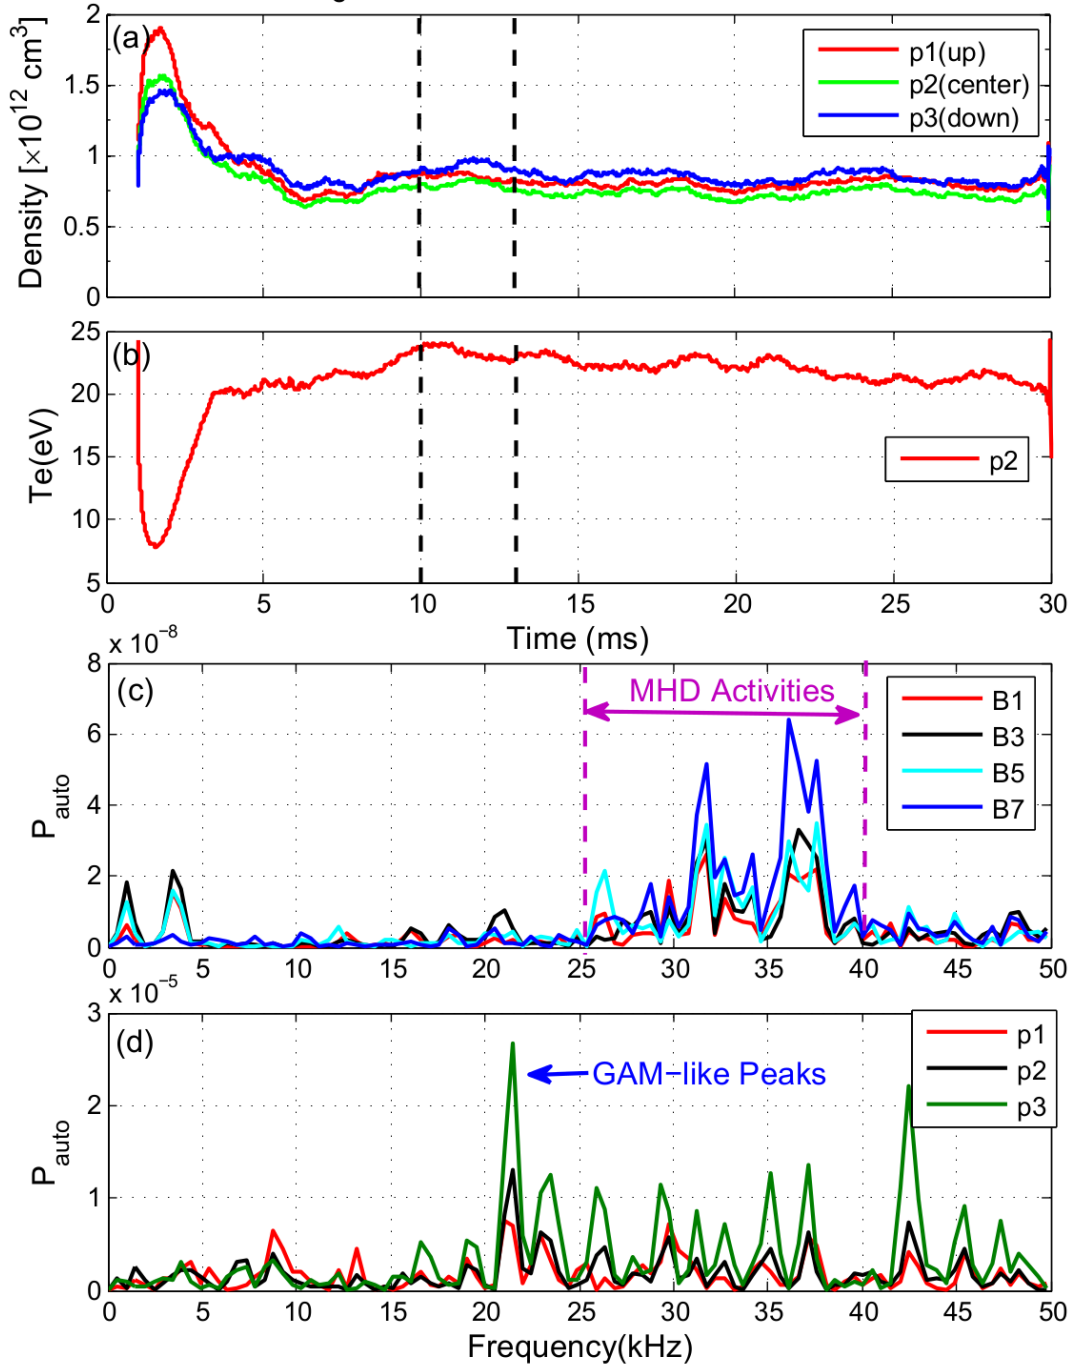 (a)
Density [×10^12 cm^3]
2
1.5
1
0.5
0
p1(up)
p2(center)
p3(down)
(b)
Te(eV)
25
20
15
10
5
p2
0 5 10 15 20 25 30
Time (ms)
x 10^−8
(c)
P_auto
8
6
4
2
0
MHD Activities
B1
B3
B5
B7
0 5 10 15 20 25 30 35 40 45 50
x 10^−5
(d)
P_auto
3
2
1
0
GAM−like Peaks
p1
p2
p3
0 5 10 15 20 25 30 35 40 45 50
Frequency(kHz)